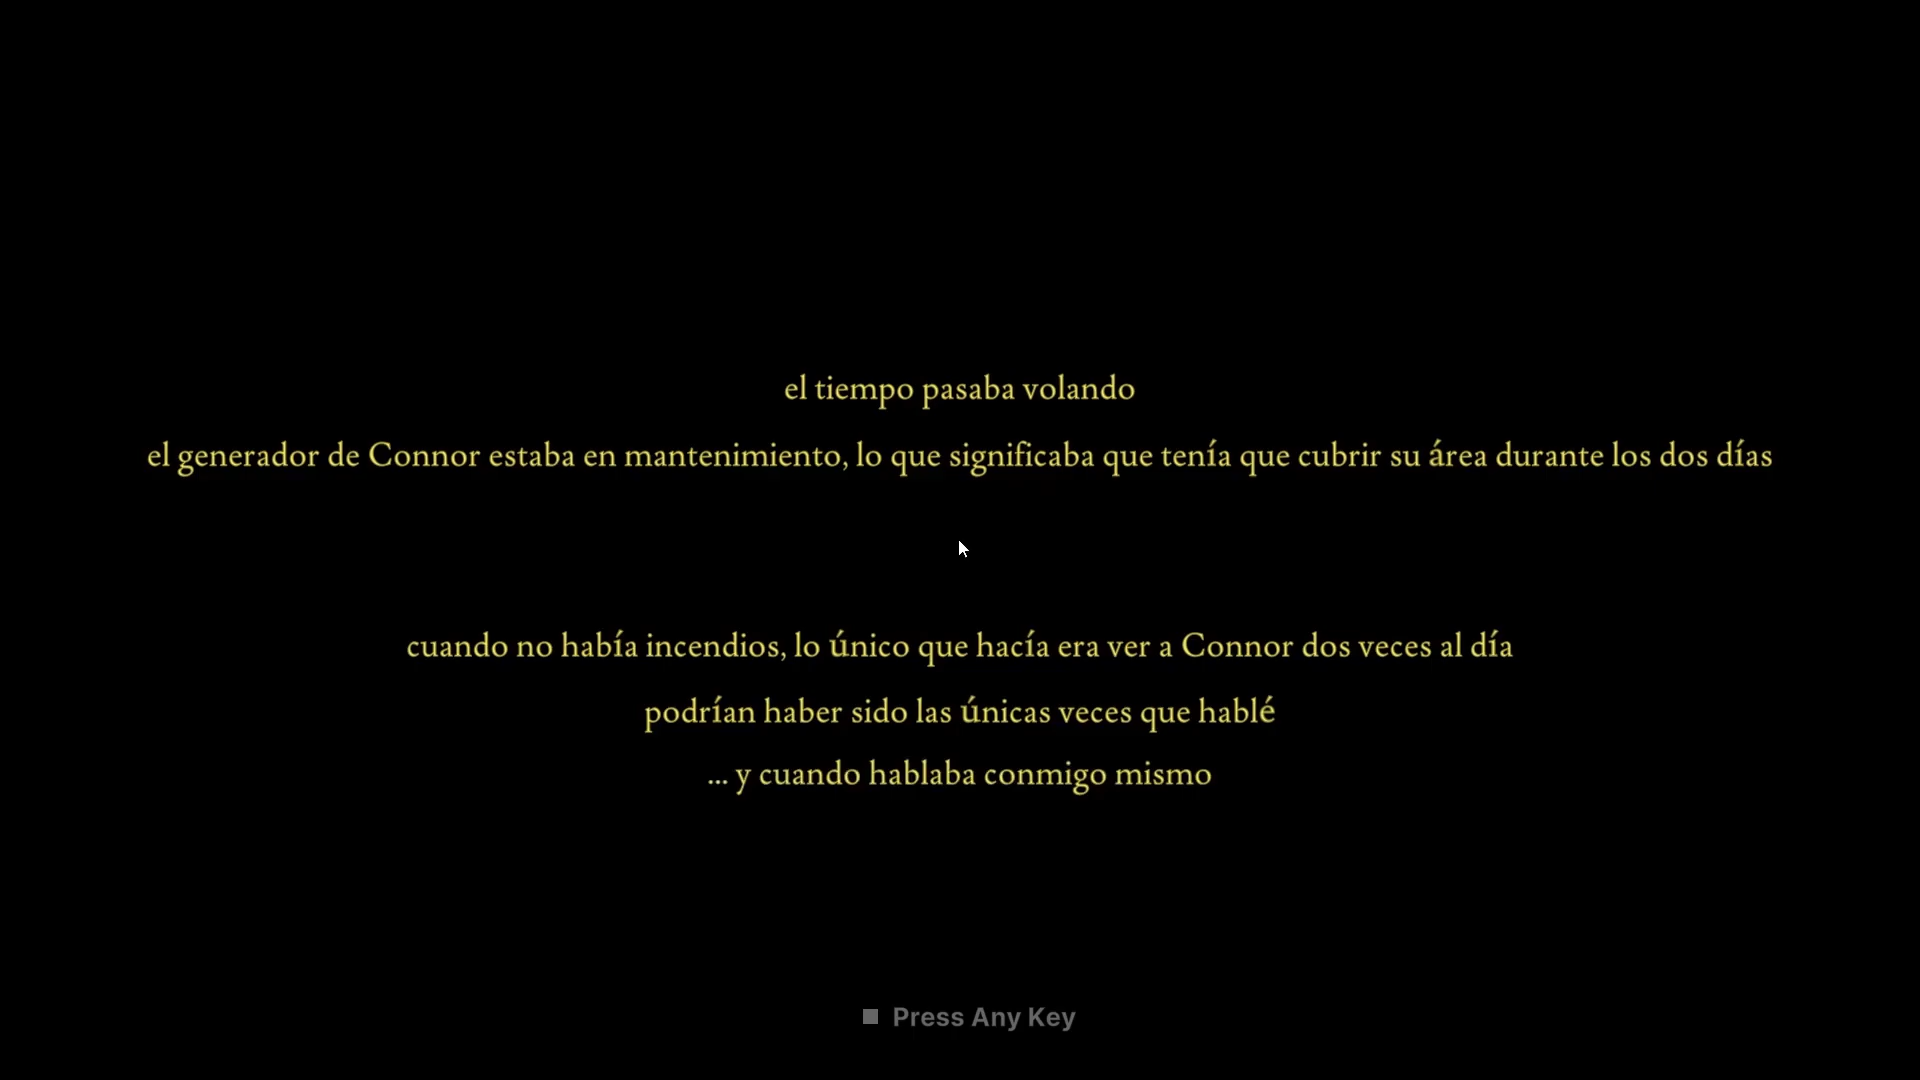 el tiempo pasaba volando
el generador de Connor estaba en mantenimiento, lo que significaba que tenía que cubrir su área durante los dos días
cuando no había incendios, lo único que hacía era ver a Connor dos veces al día
podrían haber sido las únicas veces que hablé
... y cuando hablaba conmigo mismo
Press Any Key